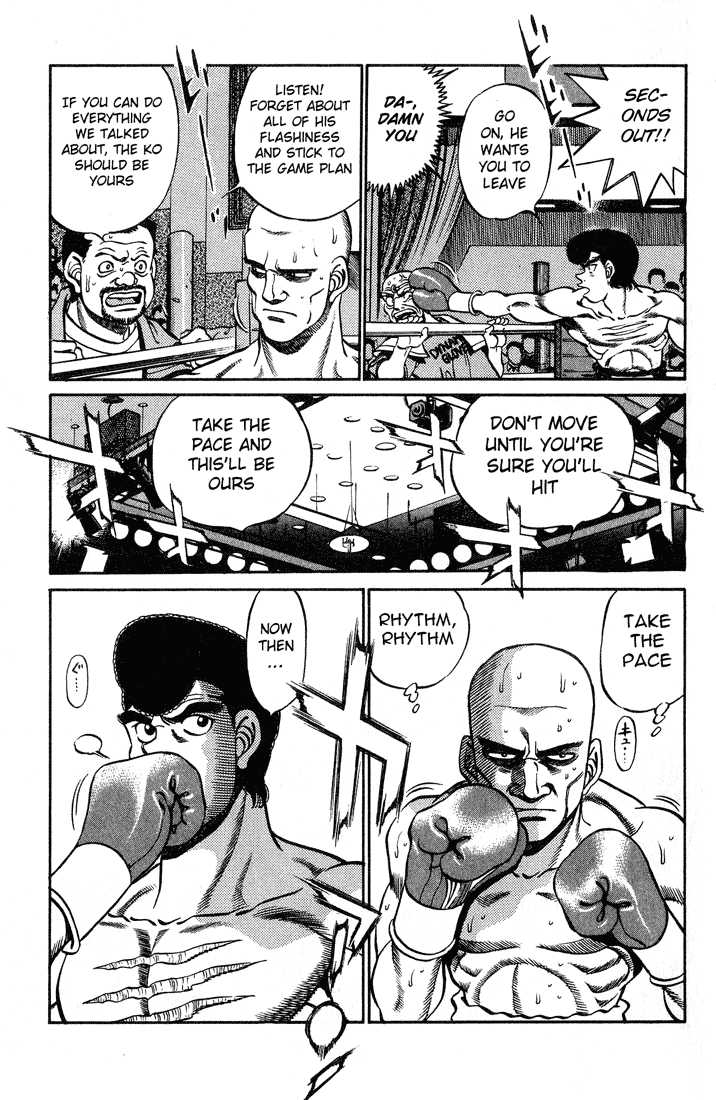 SEC-
ONDS
OUT!!
GO
ON, HE
WANTS
YOU TO
LEAVE
DA-,
DAMN
YOU
LISTEN!
FORGET ABOUT
ALL OF HIS
FLASHINESS
AND STICK TO
THE GAME PLAN
IF YOU CAN DO
EVERYTHING
WE TALKED
ABOUT, THE KO
SHOULD BE
YOURS
DON'T MOVE
UNTIL YOU'RE
SURE YOU'LL
HIT
TAKE THE
PACE AND
THIS'LL BE
OURS
TAKE
THE
PACE
RHYTHM,
RHYTHM
キュ…
NOW
THEN
...
ぐ…